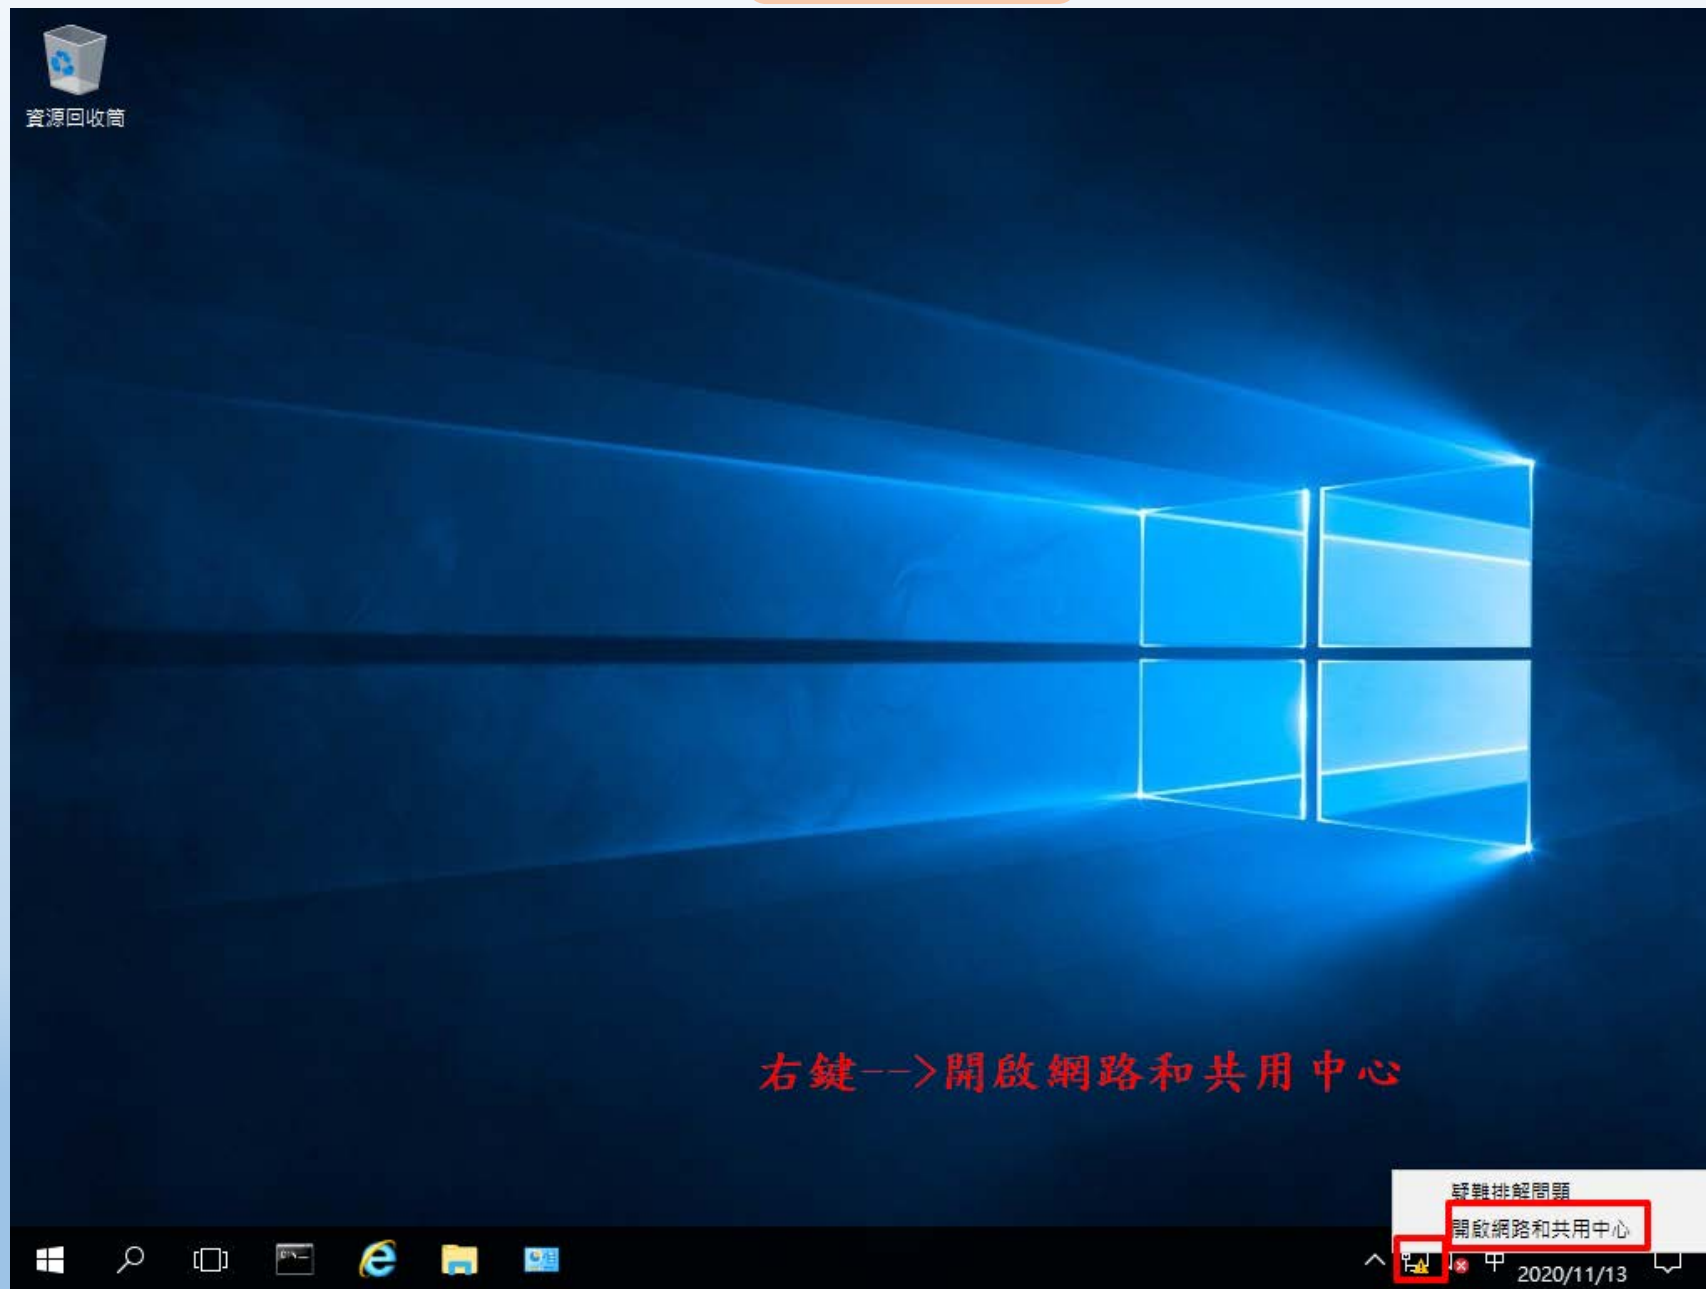 資源回收筒
右鍵-->開啟網路和共用中心
疑難排解問題
開啟網路和共用中心
中
2020/11/13